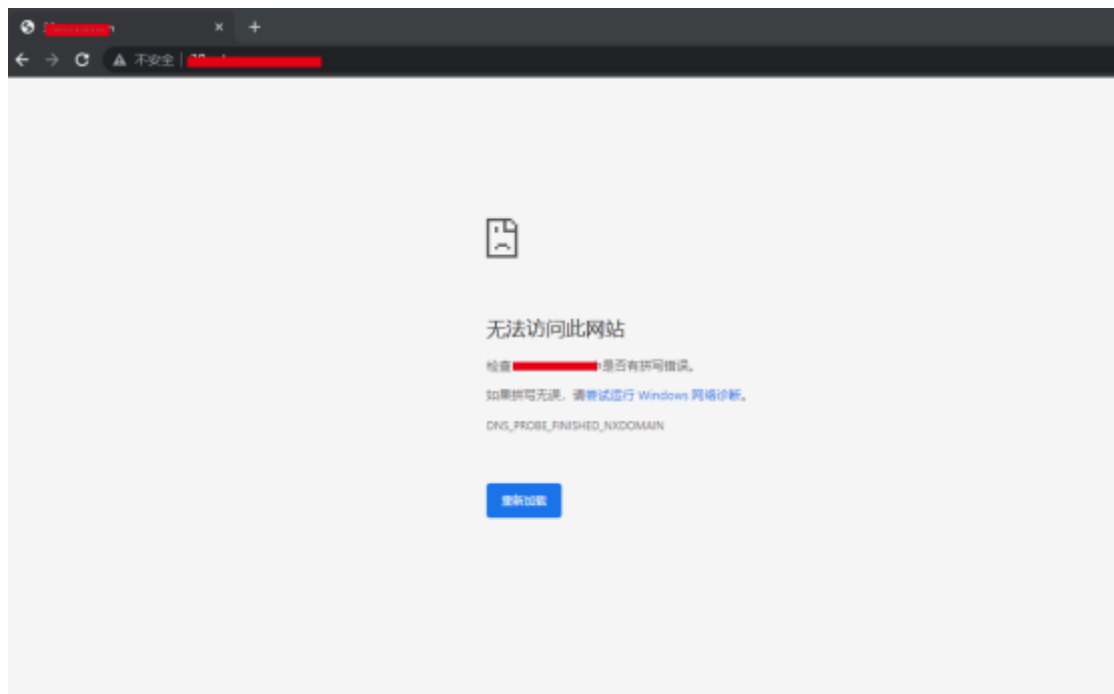 不安全
无法访问此网站
检查 是否有拼写错误。
如果拼写无误，请尝试运行 Windows 网络诊断。
DNS_PROBE_FINISHED_NXDOMAIN
重新加载